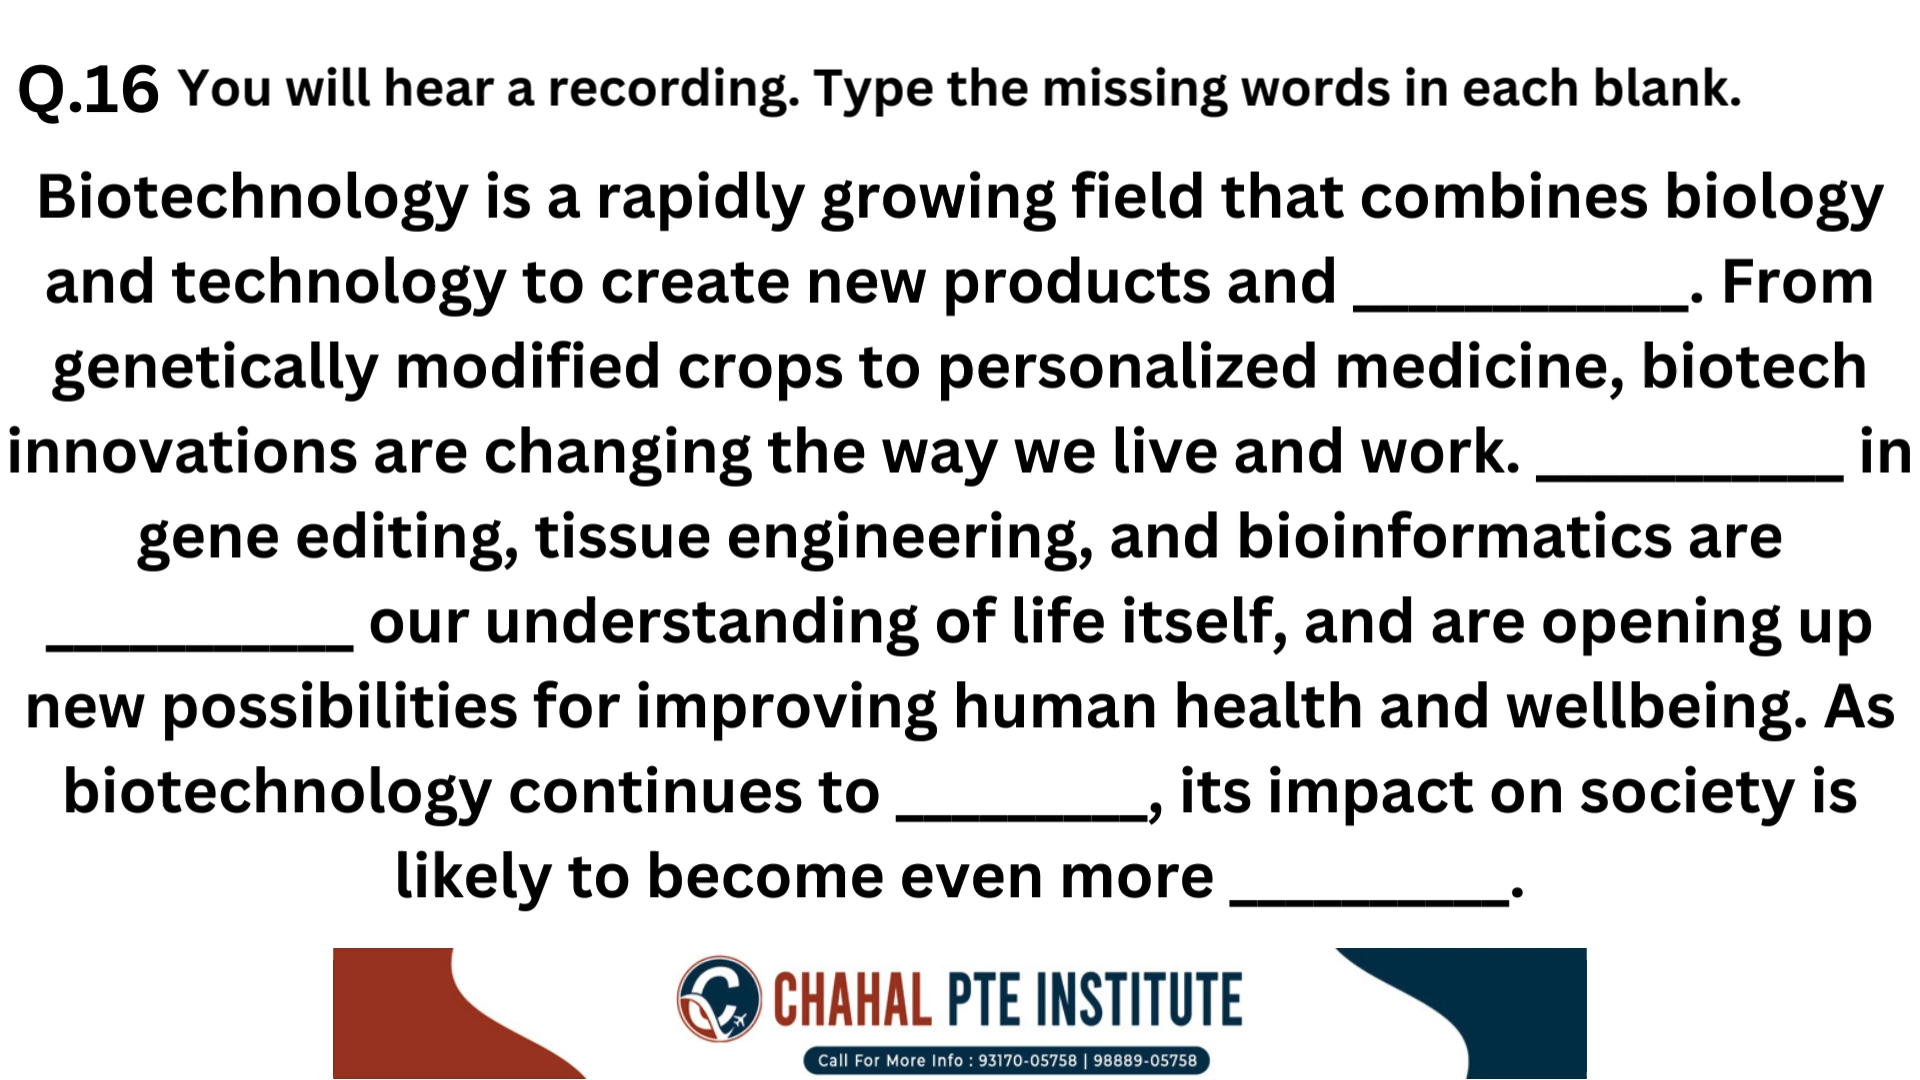 Q.16 You will hear a recording. Type the missing words in each blank.
Biotechnology is a rapidly growing field that combines biology
and technology to create new products and ____________. From
genetically modified crops to personalized medicine, biotech
innovations are changing the way we live and work. ___________ in
gene editing, tissue engineering, and bioinformatics are
___________ our understanding of life itself, and are opening up
new possibilities for improving human health and wellbeing. As
biotechnology continues to _________, its impact on society is
likely to become even more __________.
CHAHAL PTE INSTITUTE
Call For More Info : 93170-05758 | 98889-05758